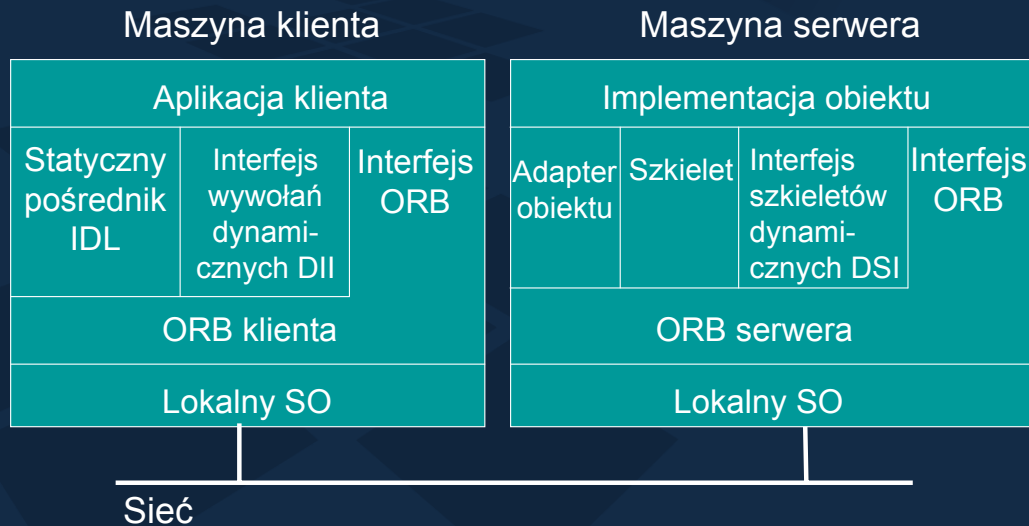 Maszyna klienta
Maszyna serwera
Aplikacja klienta
Statyczny
pośrednik
IDL
Interfejs
wywołań
dynami-
cznych DII
Interfejs
ORB
ORB klienta
Lokalny SO
Implementacja obiektu
Adapter
obiektu
Szkielet
Interfejs
szkieletów
dynami-
cznych DSI
Interfejs
ORB
ORB serwera
Lokalny SO
Sieć